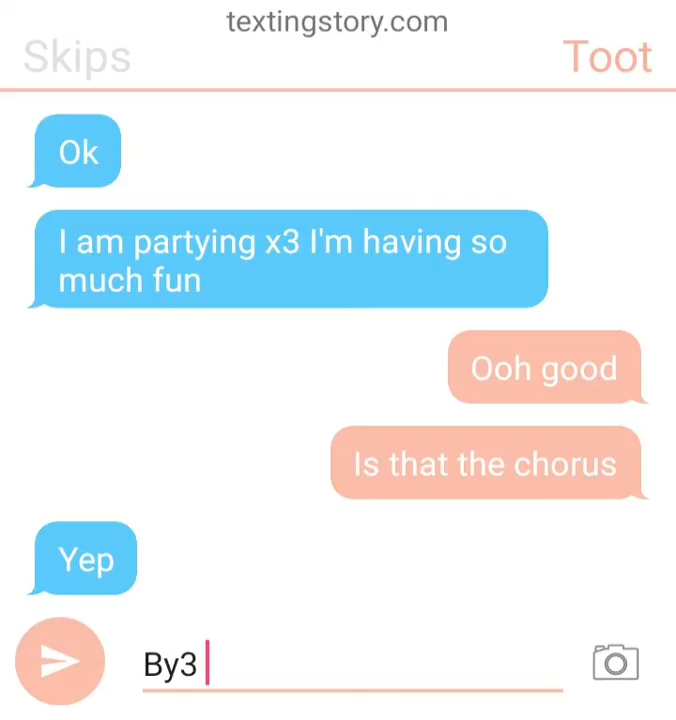 textingstory.com
Skips
Toot
Ok
I am partying x3 I'm having so
much fun
Ooh good
Is that the chorus
Yep
By3